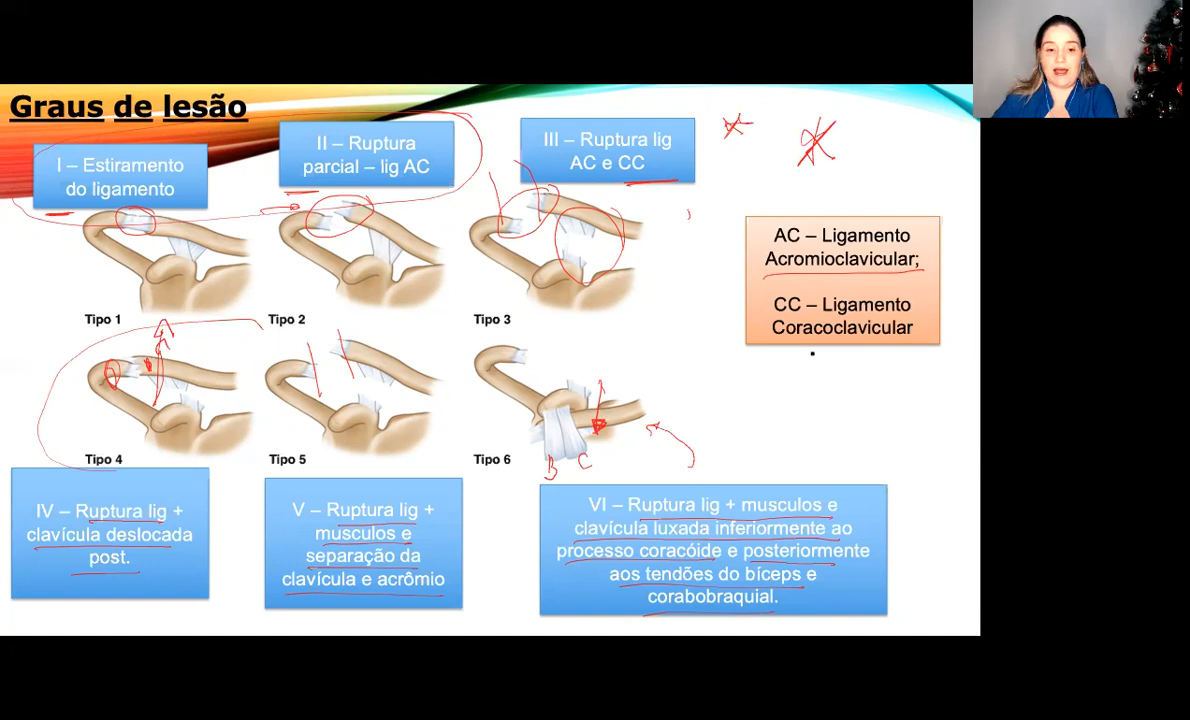 Graus de lesão
I – Estiramento
do ligamento
II – Ruptura
parcial – lig AC
III – Ruptura lig
AC e CC
AC – Ligamento
Acromioclavicular;
CC – Ligamento
Coracoclavicular
Tipo 1
Tipo 2
Tipo 3
Tipo 4
Tipo 5
Tipo 6
B C
IV – Ruptura lig +
clavícula deslocada
post.
V – Ruptura lig +
musculos e
separação da
clavícula e acrômio
VI – Ruptura lig + musculos e
clavícula luxada inferiormente ao
processo coracóide e posteriormente
aos tendões do bíceps e
corabobraquial.